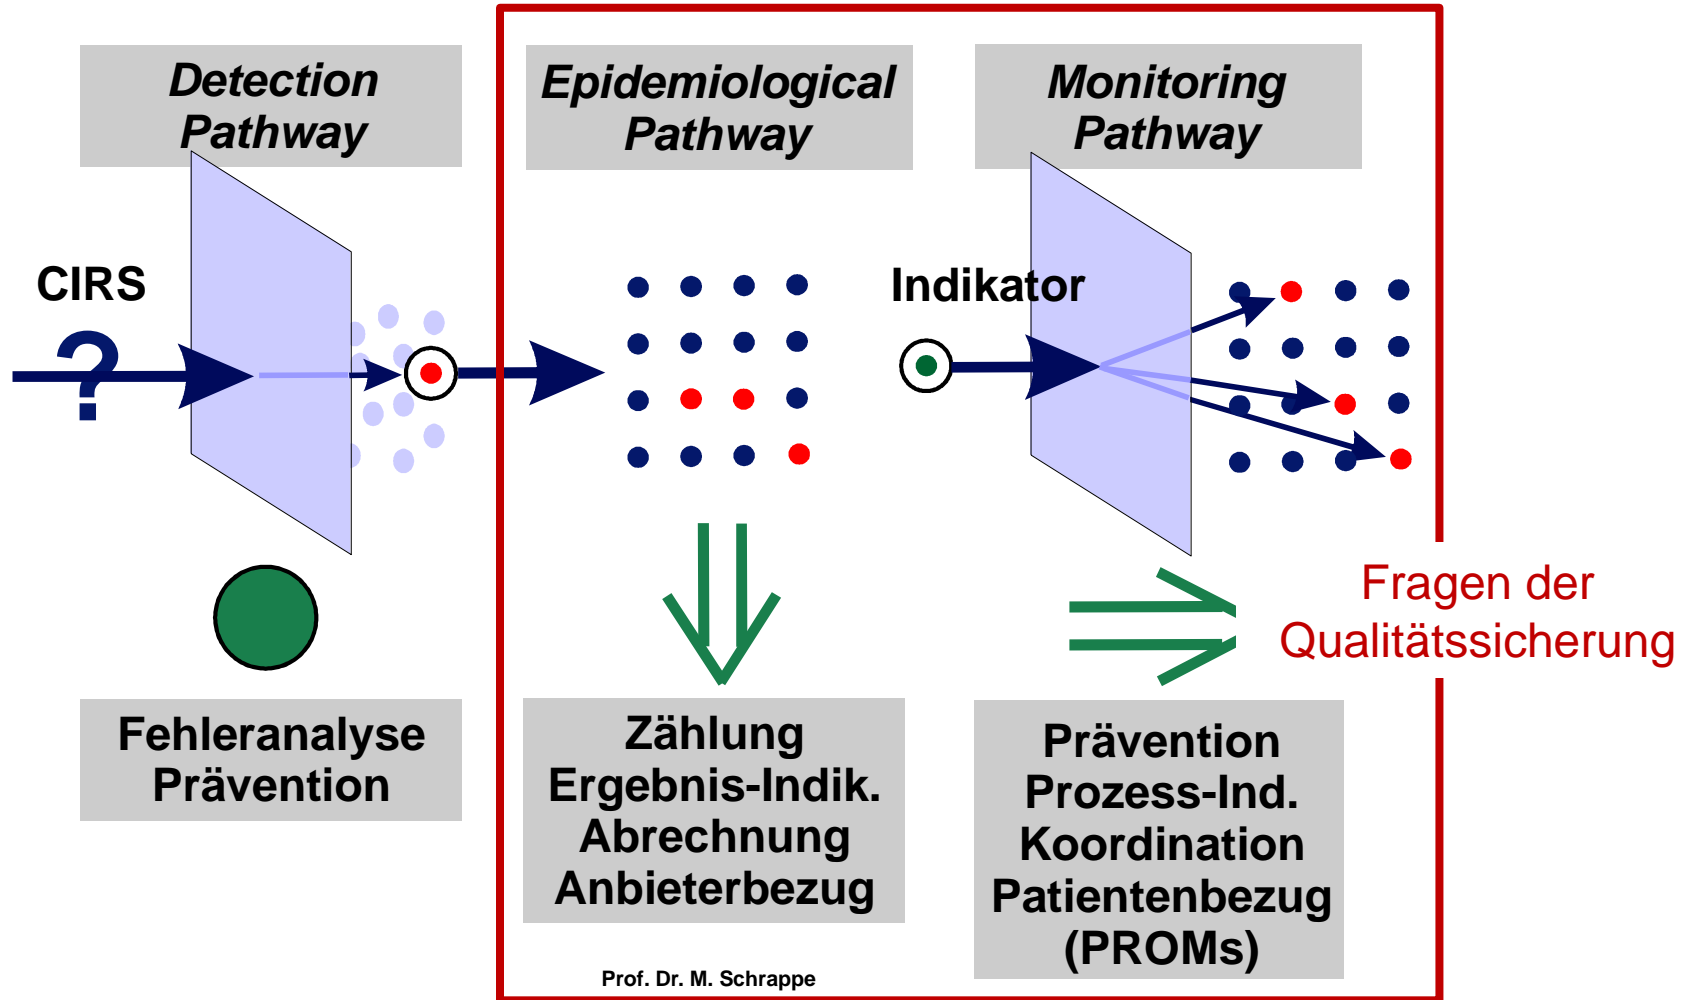 Detection
Pathway
Epidemiological
Pathway
Monitoring
Pathway
CIRS
?
Indikator
Fragen der
Qualitätssicherung
Fehleranalyse
Prävention
Zählung
Ergebnis-Indik.
Abrechnung
Anbieterbezug
Prävention
Prozess-Ind.
Koordination
Patientenbezug
(PROMs)
Prof. Dr. M. Schrappe